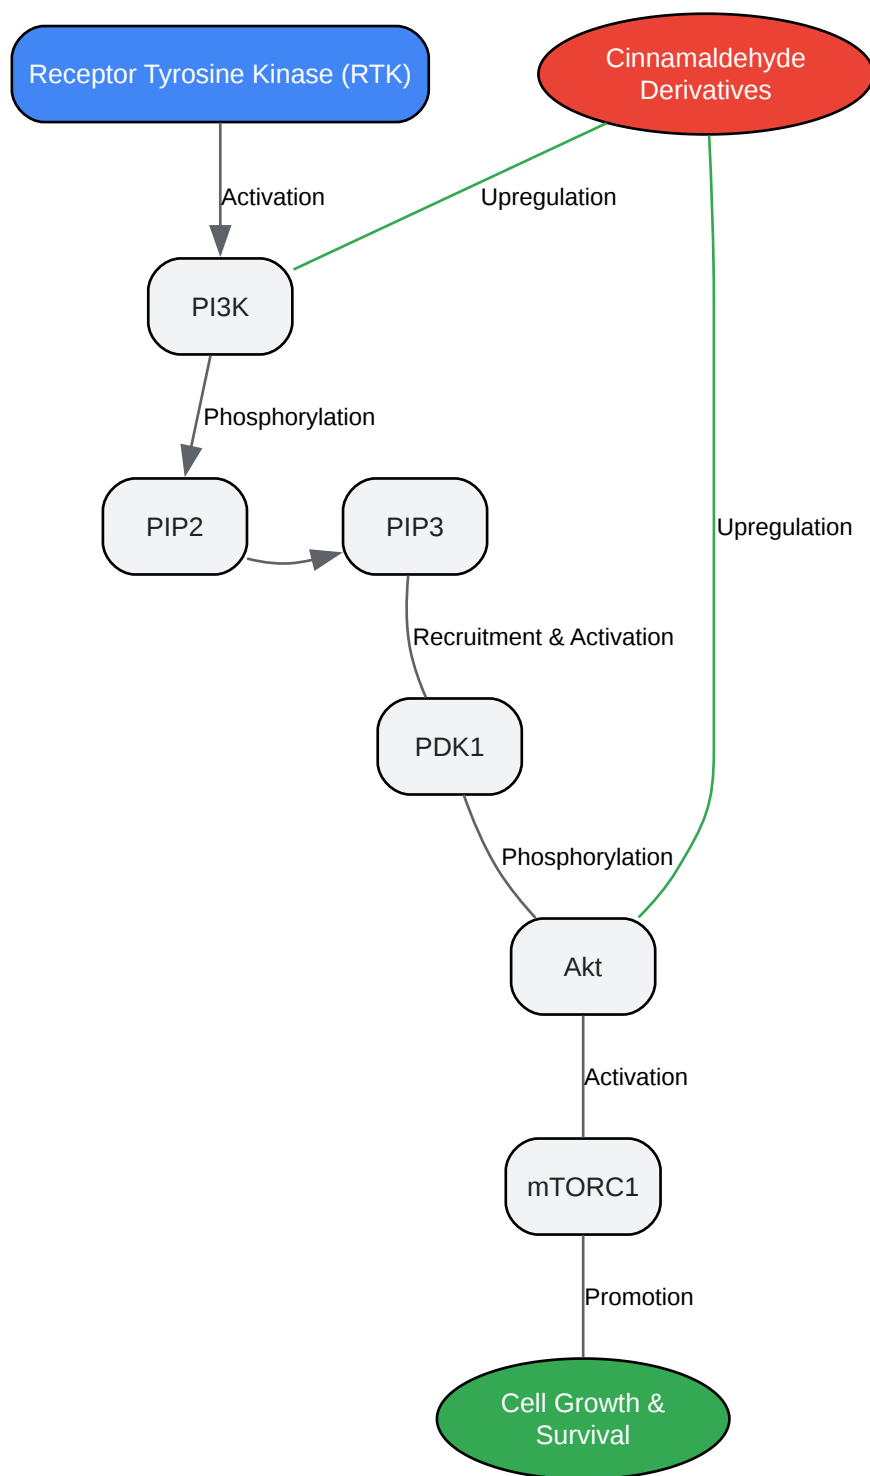 Receptor Tyrosine Kinase (RTK)
Cinnamaldehyde
Derivatives
Activation
Upregulation
PI3K
Phosphorylation
PIP2
PIP3
Upregulation
Recruitment & Activation
PDK1
Phosphorylation
Akt
Activation
mTORC1
Promotion
Cell Growth &
Survival